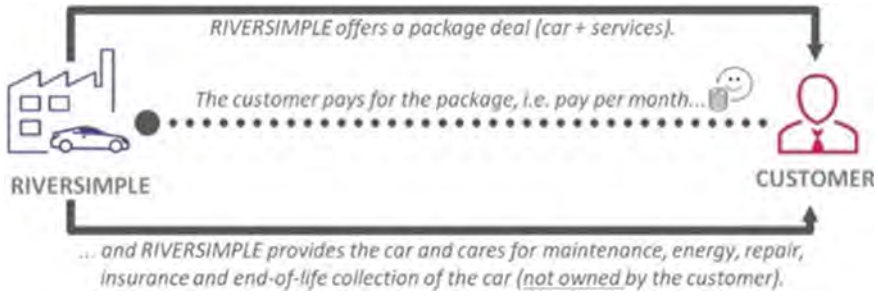 RIVERSIMPLE offers a package deal (car + services).
The customer pays for the package, i.e. pay per month...
RIVERSIMPLE
CUSTOMER
... and RIVERSIMPLE provides the car and cares for maintenance, energy, repair,
insurance and end-of-life collection of the car (not owned by the customer).